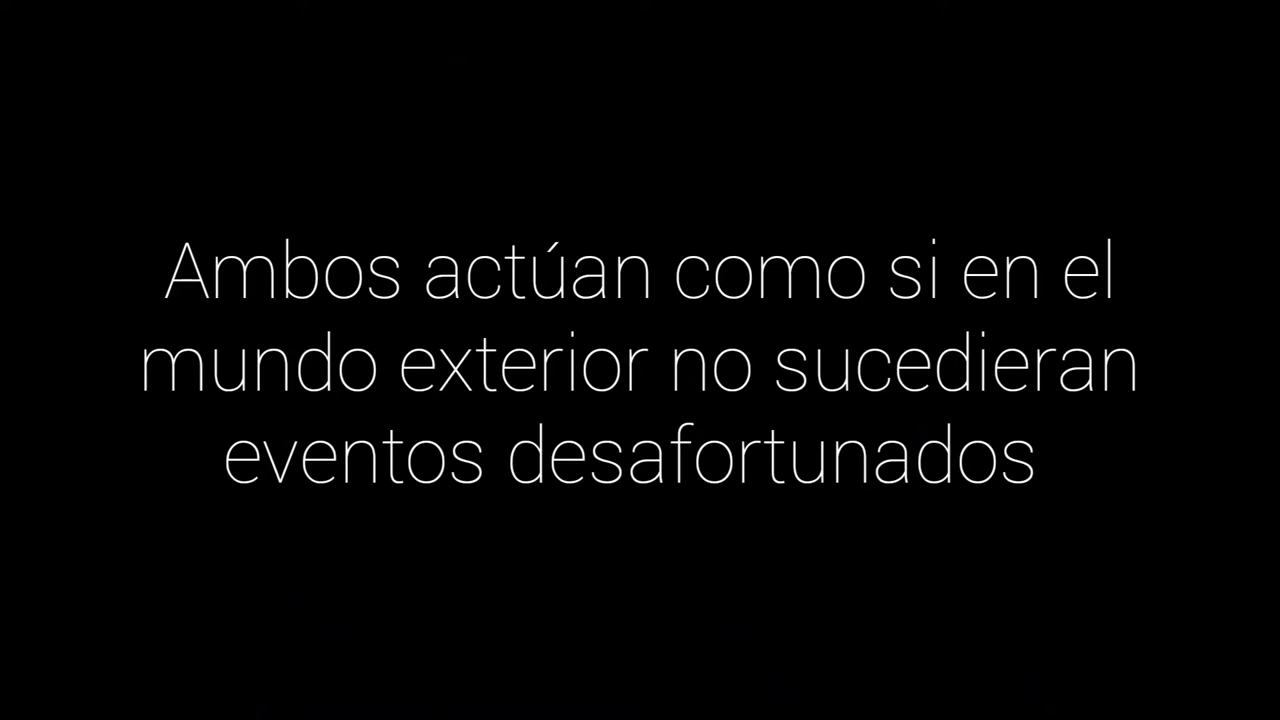 Ambos actúan como si en el
mundo exterior no sucedieran
eventos desafortunados